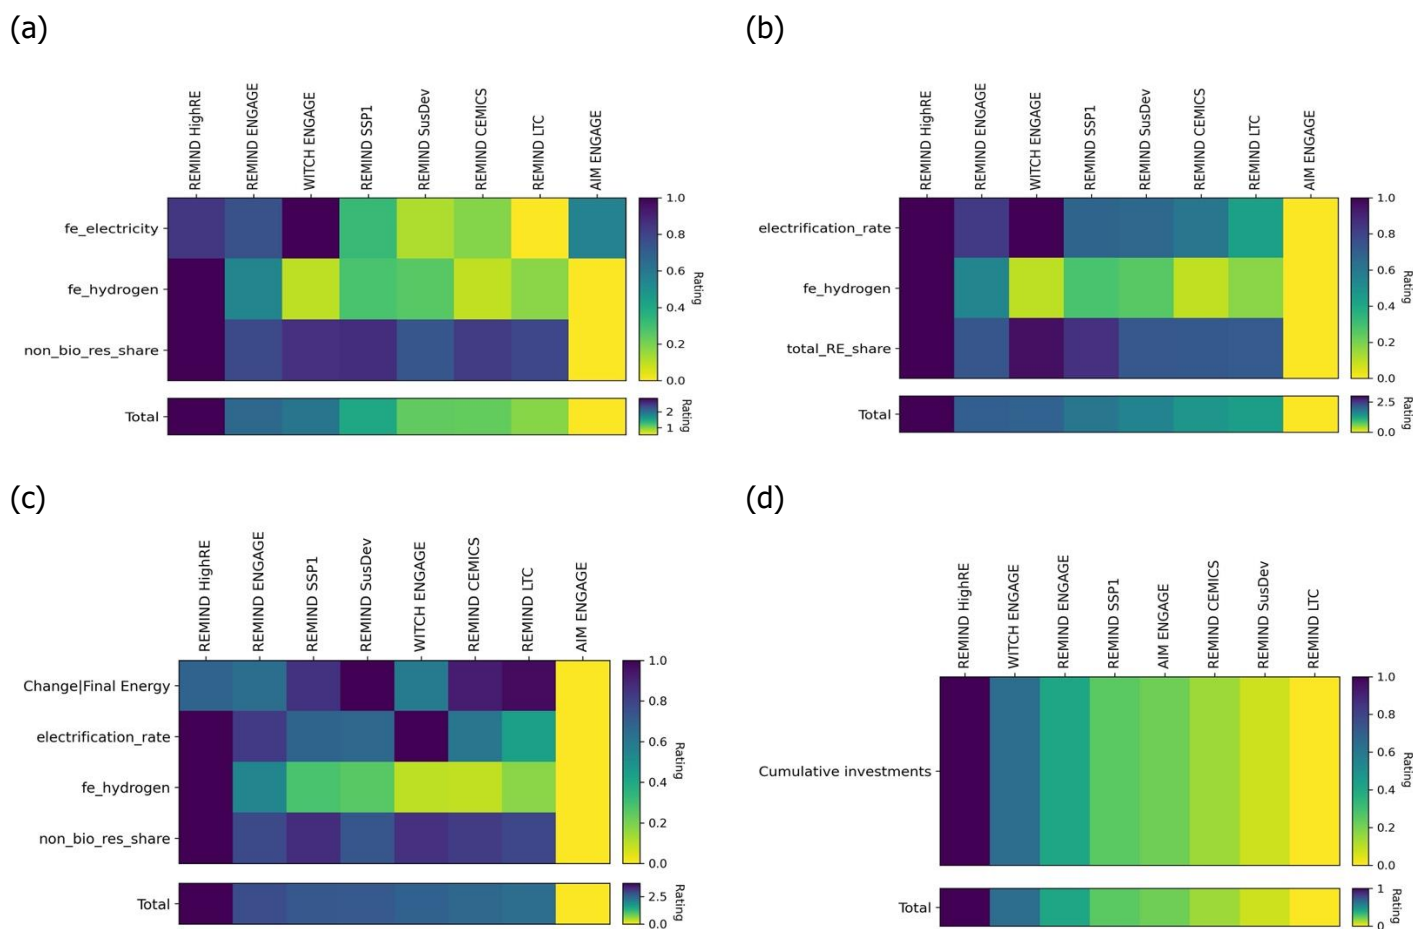 (a)
REMIND HighRE
REMIND ENGAGE
WITCH ENGAGE
REMIND SSP1
REMIND SusDev
REMIND CEMICS
REMIND LTC
AIM ENGAGE
fe_electricity
fe_hydrogen
non_bio_res_share
Total
1.0
0.8
0.6
0.4
0.2
0.0
Rating
2
1
Rating
(b)
REMIND HighRE
REMIND ENGAGE
WITCH ENGAGE
REMIND SSP1
REMIND SusDev
REMIND CEMICS
REMIND LTC
AIM ENGAGE
electrification_rate
fe_hydrogen
total_RE_share
Total
1.0
0.8
0.6
0.4
0.2
0.0
Rating
2.5
0.0
Rating
(c)
REMIND HighRE
REMIND ENGAGE
REMIND SSP1
REMIND SusDev
WITCH ENGAGE
REMIND CEMICS
REMIND LTC
AIM ENGAGE
Change|Final Energy
electrification_rate
fe_hydrogen
non_bio_res_share
Total
1.0
0.8
0.6
0.4
0.2
0.0
Rating
2.5
0.0
Rating
(d)
REMIND HighRE
WITCH ENGAGE
REMIND ENGAGE
REMIND SSP1
AIM ENGAGE
REMIND CEMICS
REMIND SusDev
REMIND LTC
Cumulative investments
Total
1.0
0.8
0.6
0.4
0.2
0.0
Rating
1
0
Rating